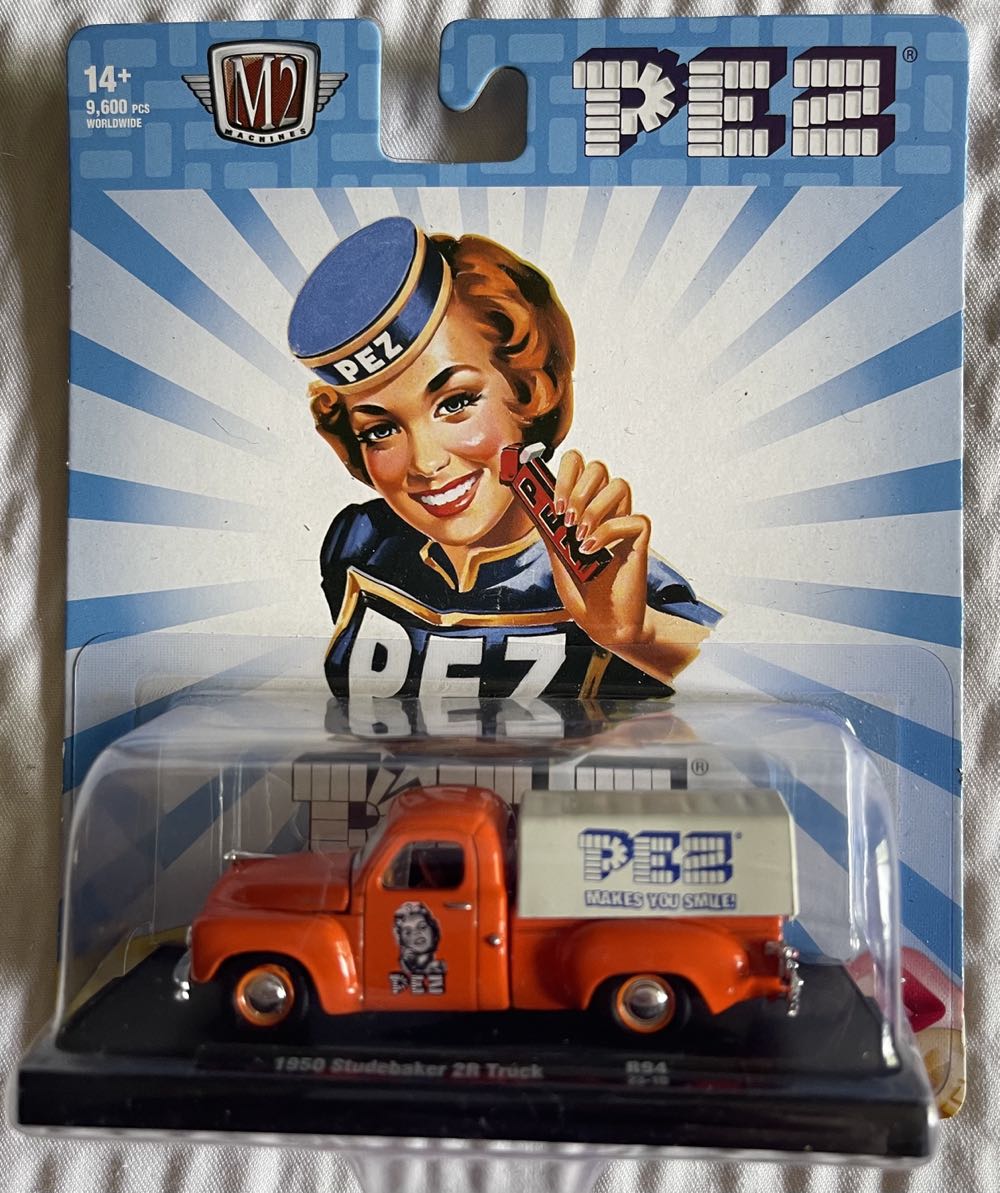 14+
9,600 PCS
WORLDWIDE
M2
MACHINES
PEZ®
PEZ
PEZ
PEZ
®
PEZ
MAKES YOU SMILE!
PEZ
1950 Studebaker 2R Truck
R94